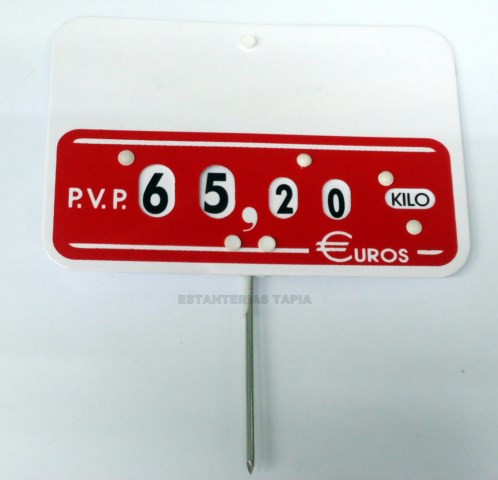 P.V.P. 65,20 KILO
€UROS
ESTANTERIAS TAPIA